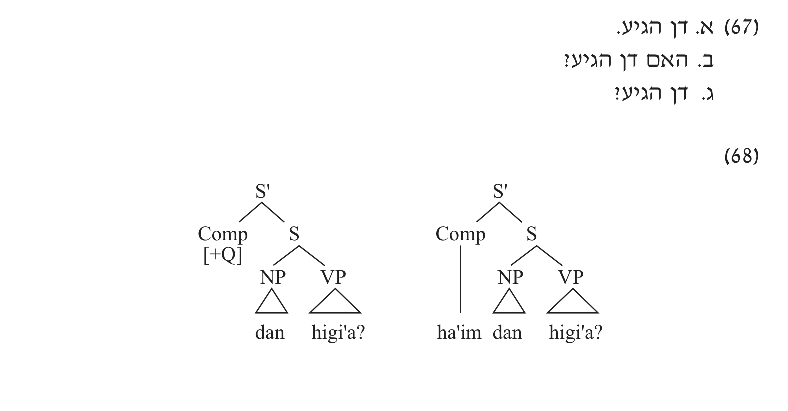 (67) א. דן הגיע.
ב. האם דן הגיע?
ג. דן הגיע?
(68)
S' S'
Comp S Comp S
[+Q]
NP VP NP VP
dan higi'a? ha'im dan higi'a?